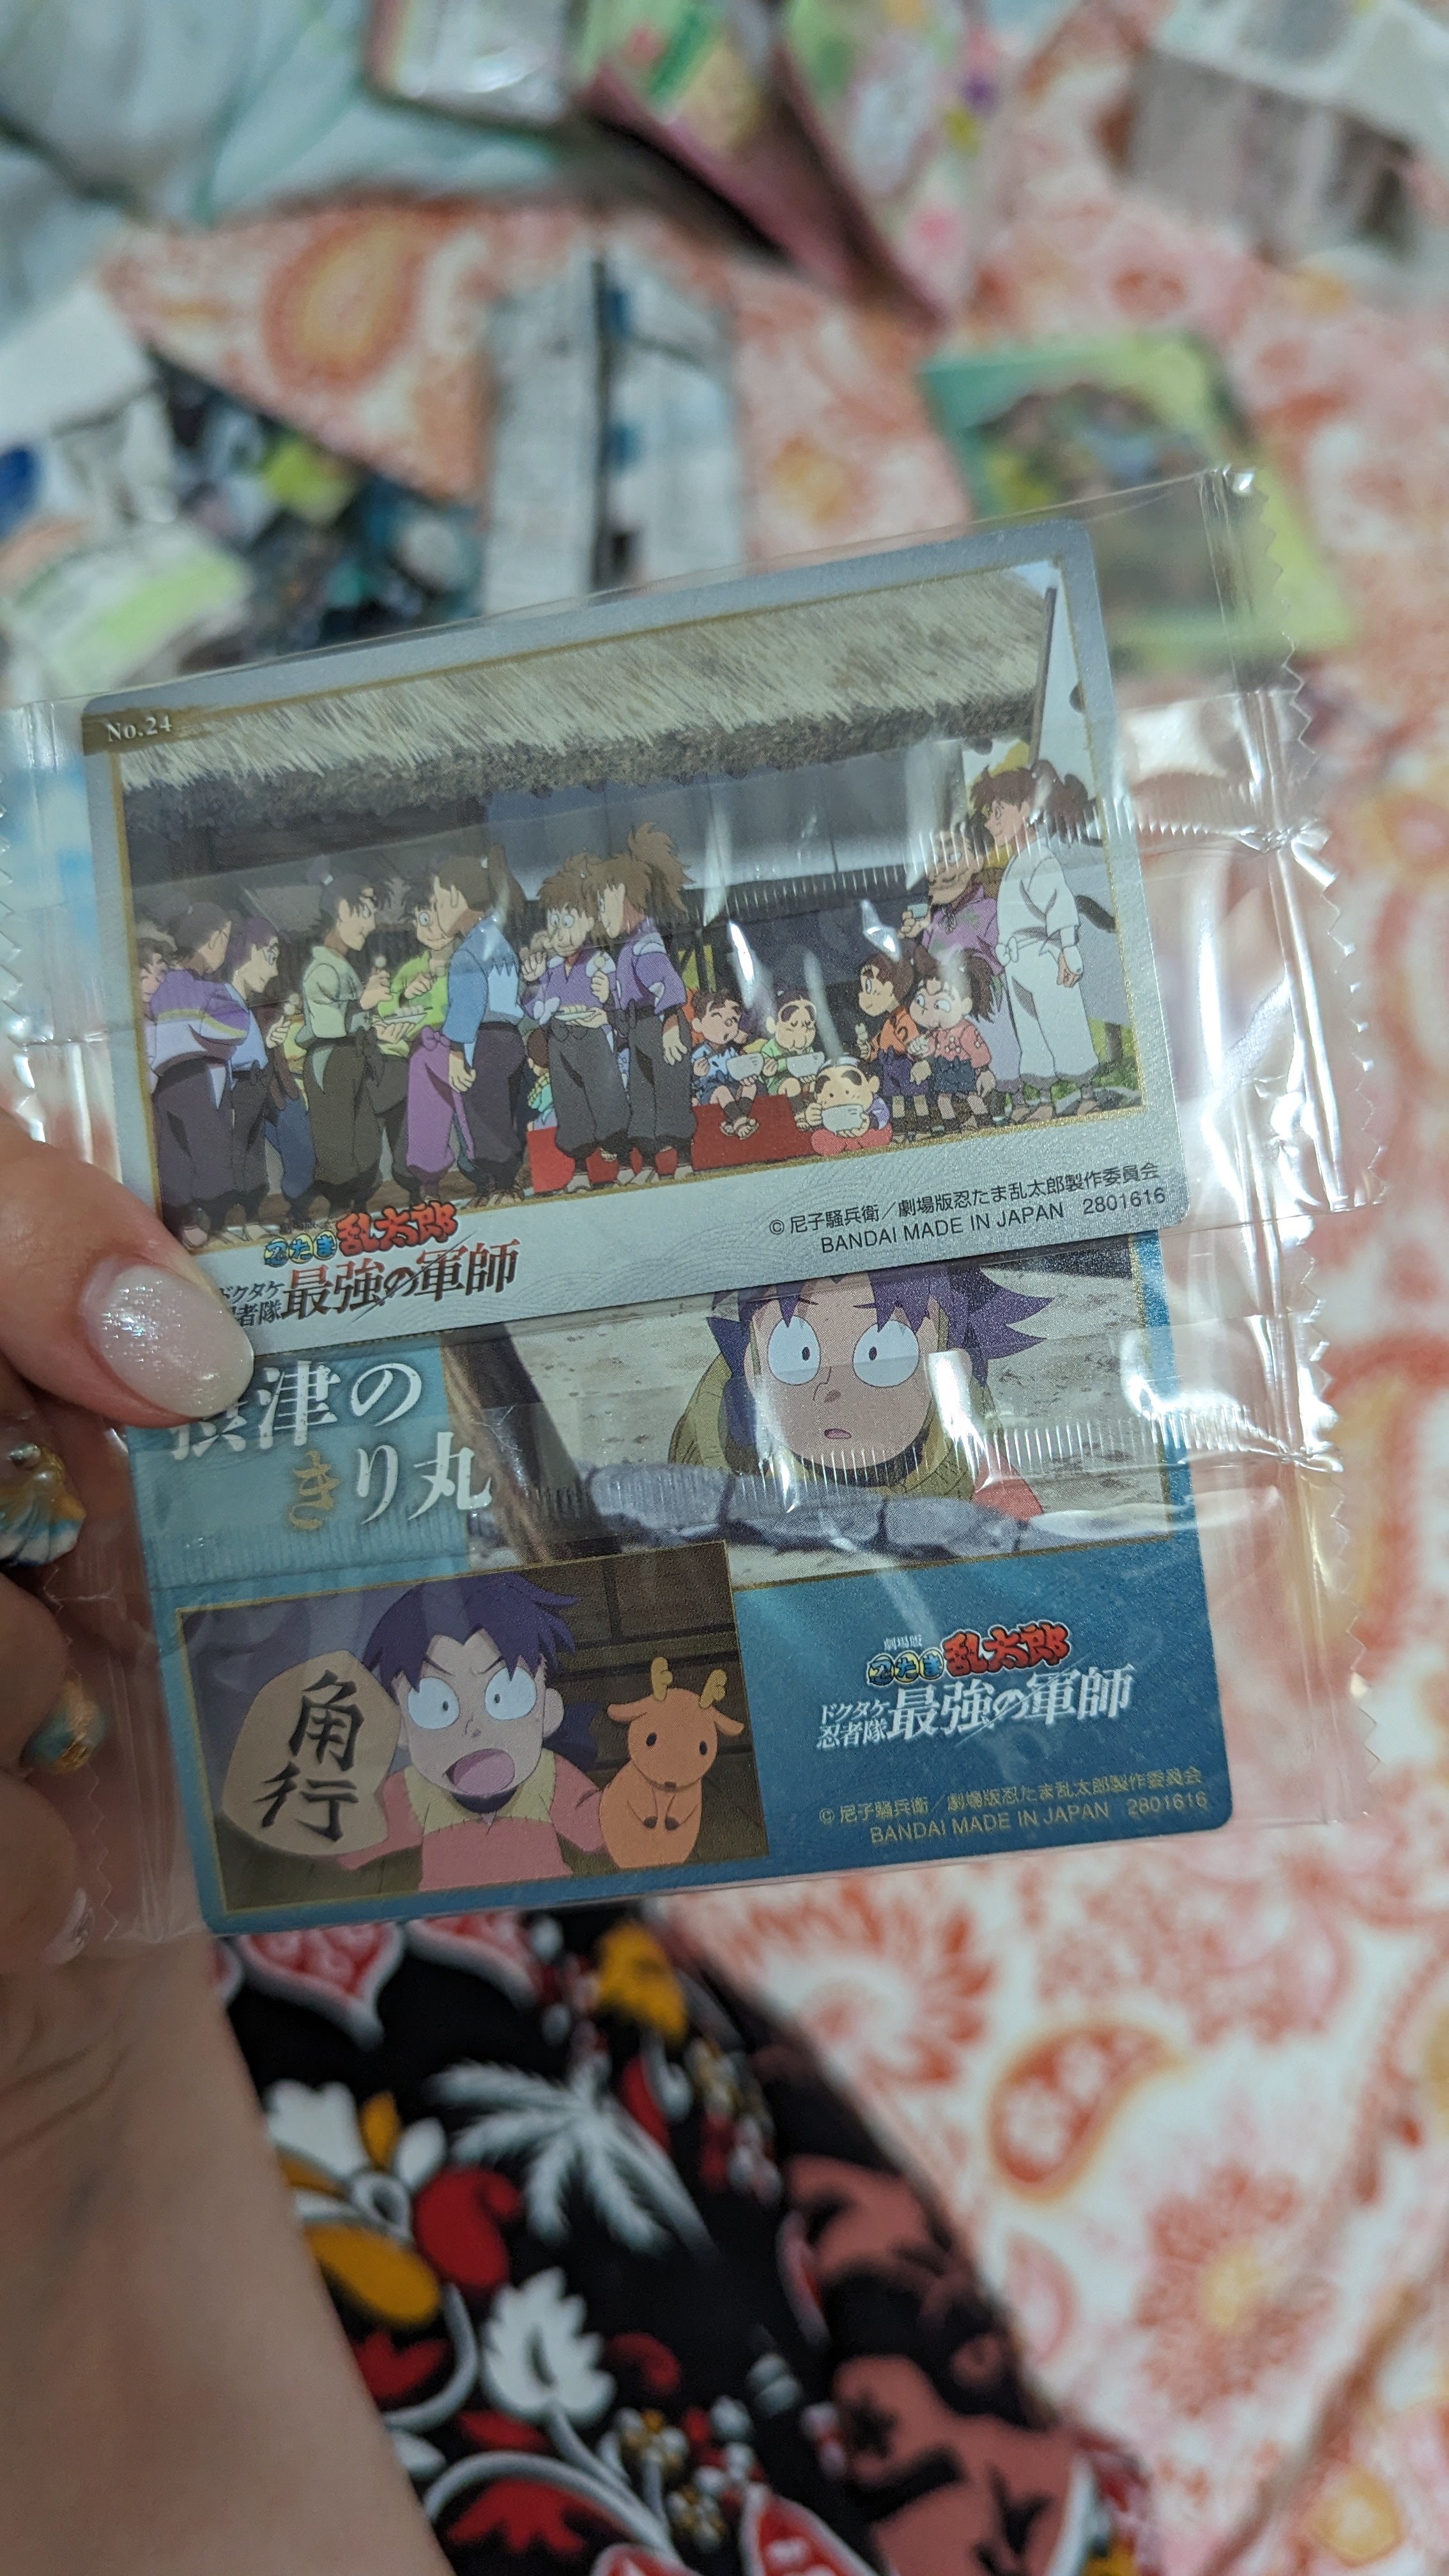 No.24
忍たま乱太郎
ドクタケ
忍者隊最強の軍師
©尼子騒兵衛／劇場版忍たま乱太郎製作委員会
BANDAI MADE IN JAPAN 2801616
摂津の
きり丸
角行
劇場版
忍たま乱太郎
ドクタケ
忍者隊最強の軍師
©尼子騒兵衛／劇場版忍たま乱太郎製作委員会
BANDAI MADE IN JAPAN 2801616